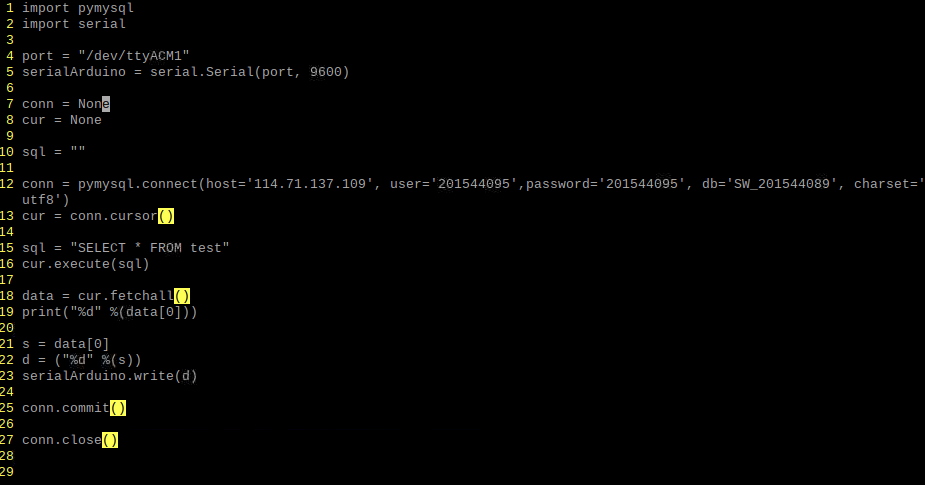 1 import pymysql
2 import serial
3
4 port = "/dev/ttyACM1"
5 serialArduino = serial.Serial(port, 9600)
6
7 conn = None
8 cur = None
9
10 sql = ""
11
12 conn = pymysql.connect(host='114.71.137.109', user='201544095',password='201544095', db='SW_201544089', charset='
utf8')
13 cur = conn.cursor()
14
15 sql = "SELECT * FROM test"
16 cur.execute(sql)
17
18 data = cur.fetchall()
19 print("%d" %(data[0]))
20
21 s = data[0]
22 d = ("%d" %(s))
23 serialArduino.write(d)
24
25 conn.commit()
26
27 conn.close()
28
29